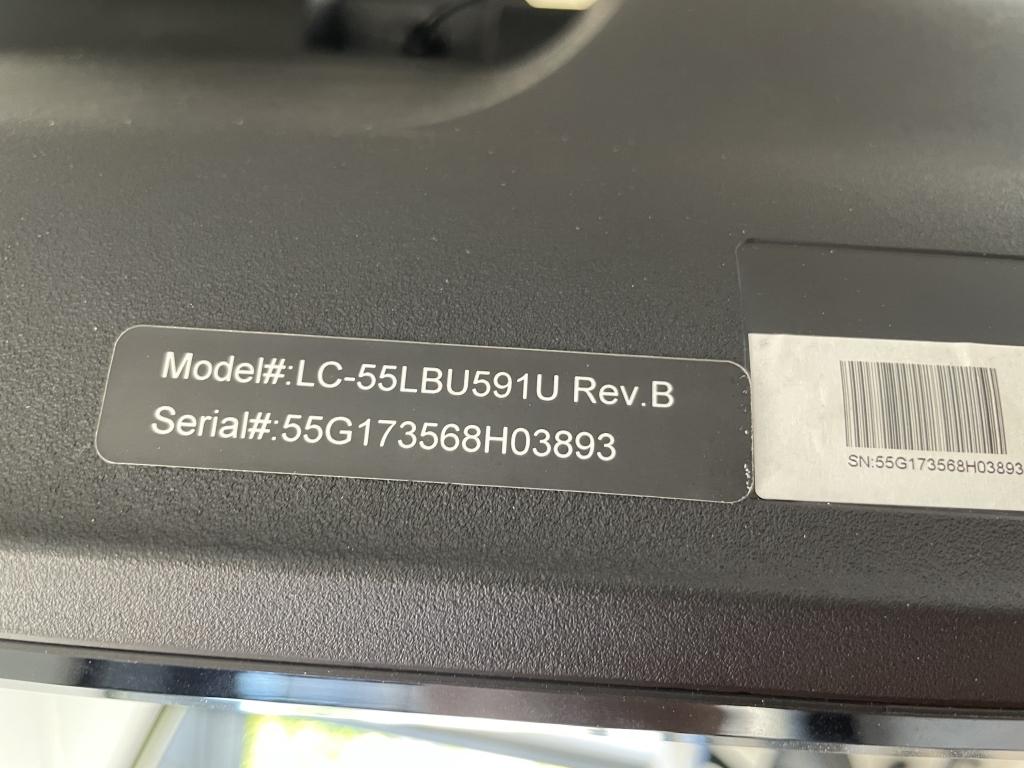 Model#:LC-55LBU591U Rev.B
Serial#:55G173568H03893
SN:55G173568H03893